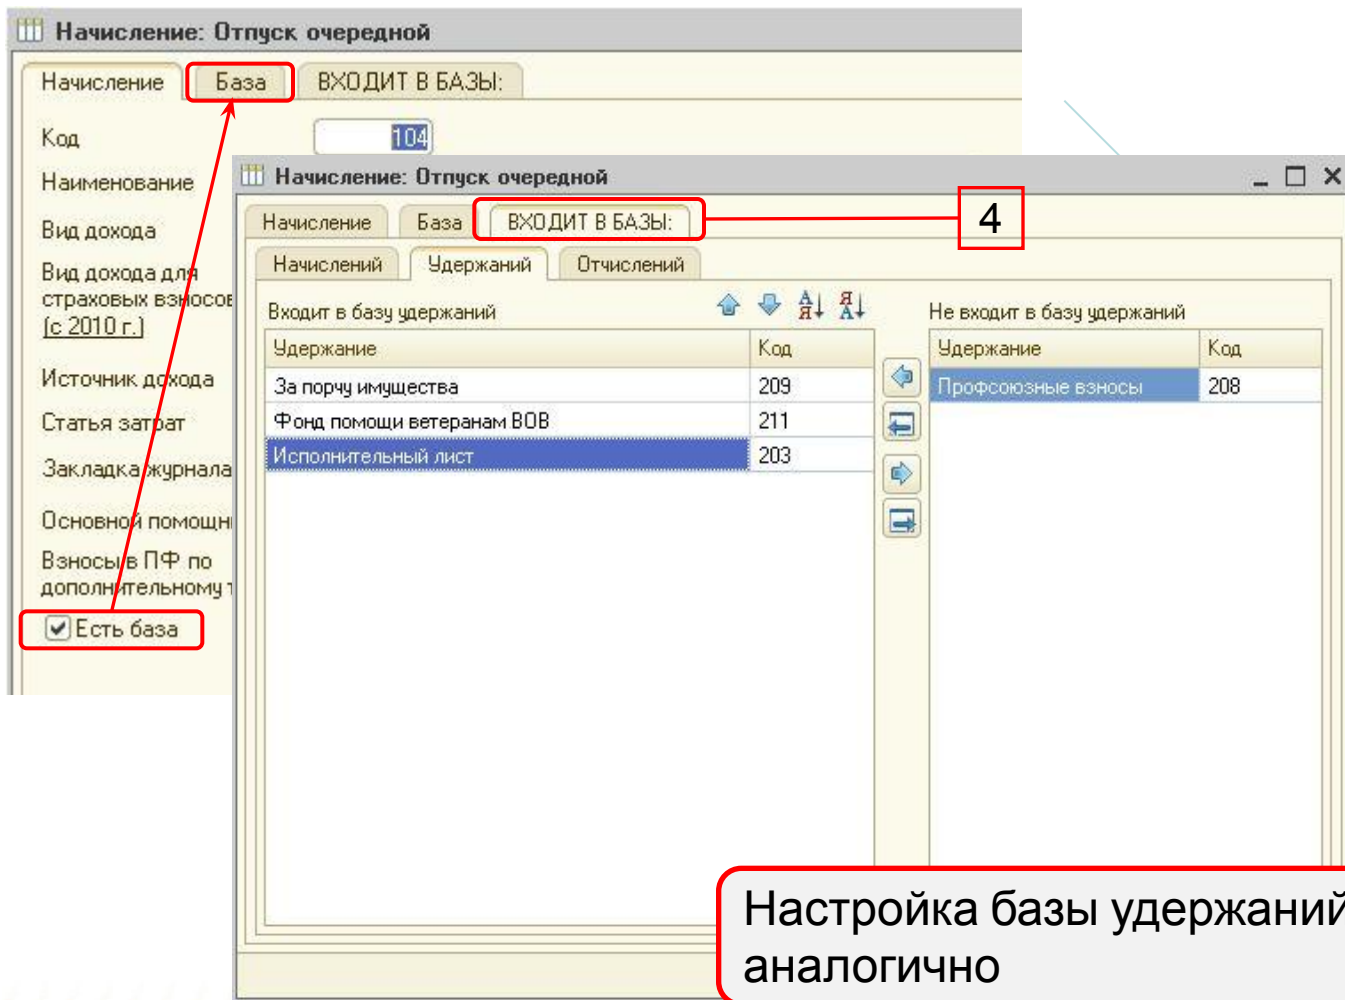 Начисление: Отпуск очередной
Начисление База ВХОДИТ В БАЗЫ:
Код 104
Наименование
Вид дохода
Вид дохода для
страховых взносов
(с 2010 г.)
Источник дохода
Статья затрат
Закладка журнала
Основной помощн
Взносы в ПФ по
дополнительному т
Есть база
Начисление: Отпуск очередной
Начисление База ВХОДИТ В БАЗЫ:
4
Начислений Удержаний Отчислений
Входит в базу удержаний
Удержание Код
За порчу имущества 209
Фонд помощи ветеранам ВОВ 211
Исполнительный лист 203
Не входит в базу удержаний
Удержание Код
Профсоюзные взносы 208
Настройка базы удержаний
аналогично